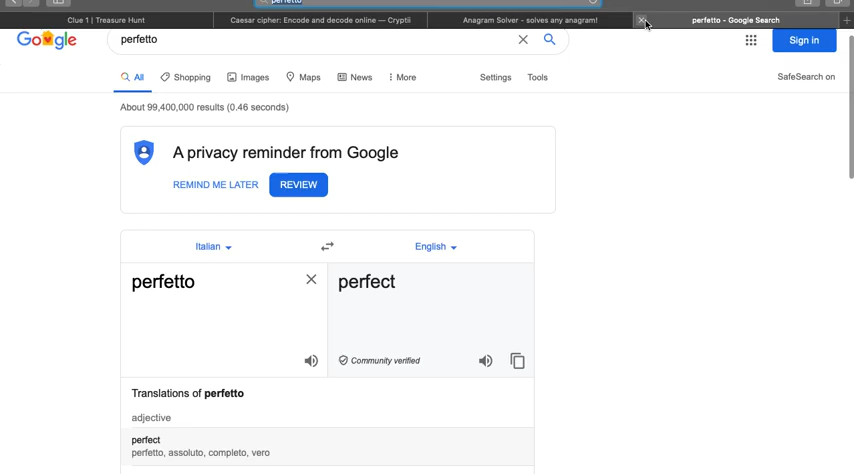 perfetto
Clue 1 | Treasure Hunt
Caesar cipher: Encode and decode online — Cryptii
Anagram Solver - solves any anagram!
perfetto - Google Search
Google
perfetto
Sign in
All
Shopping
Images
Maps
News
More
Settings
Tools
SafeSearch on
About 99,400,000 results (0.46 seconds)
A privacy reminder from Google
REMIND ME LATER
REVIEW
Italian
English
perfetto
perfect
Community verified
Translations of perfetto
adjective
perfect
perfetto, assoluto, completo, vero